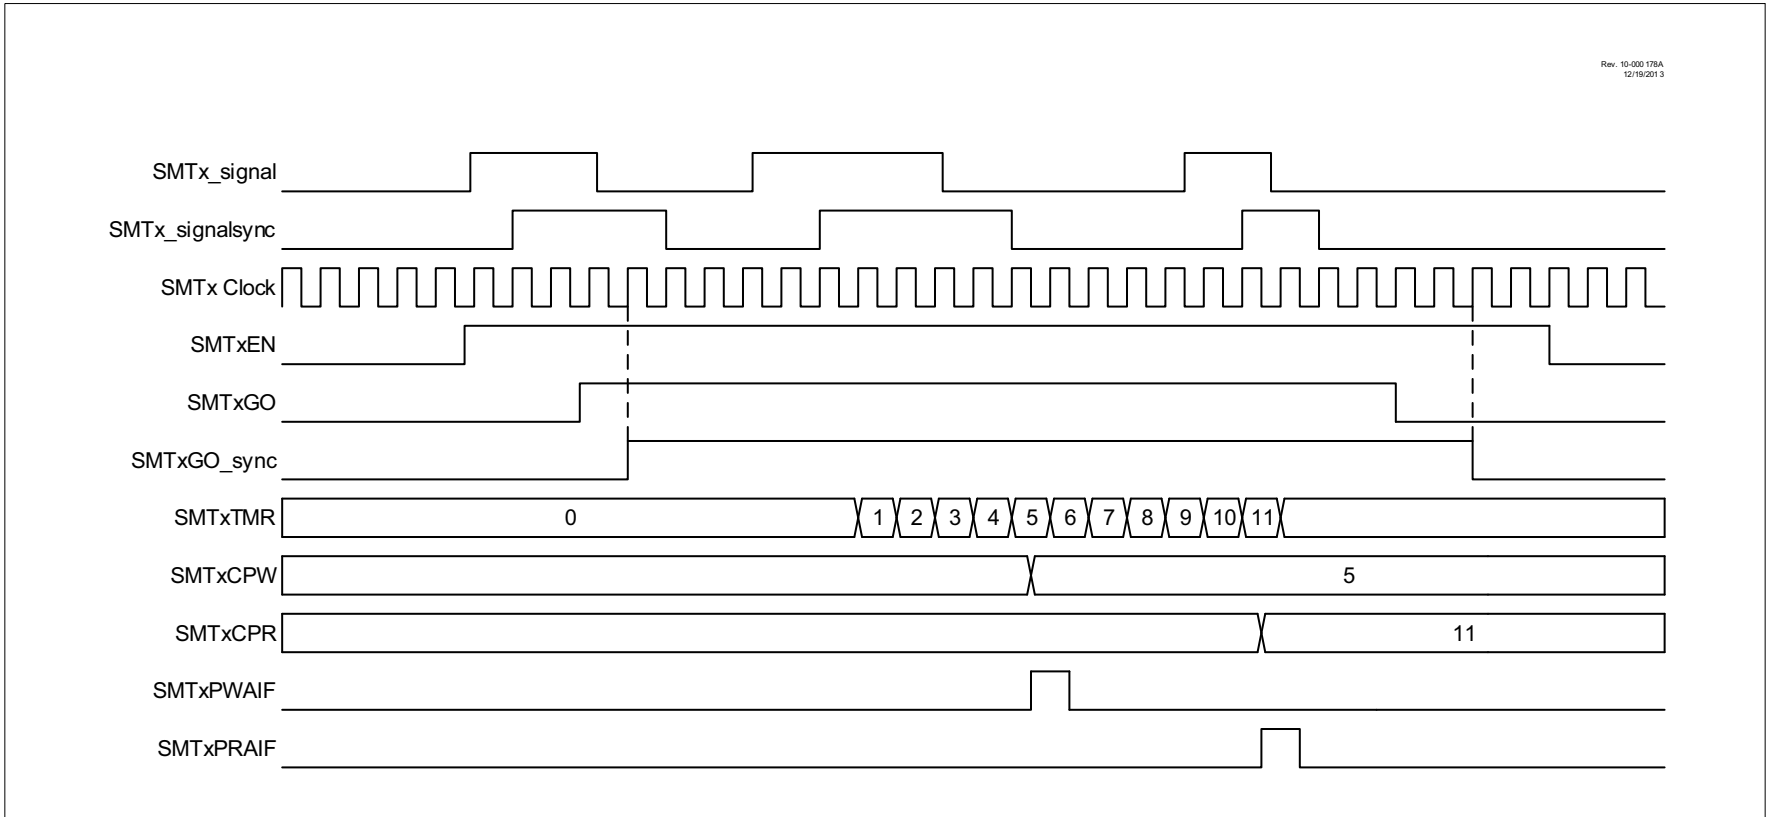 Rev. 10-000 178A
12/19/201 3
SMTx_signal
SMTx_signalsync
SMTx Clock
SMTxEN
SMTxGO
SMTxGO_sync
SMTxTMR 0 1 2 3 4 5 6 7 8 9 10 11
SMTxCPW 5
SMTxCPR 11
SMTxPWAIF
SMTxPRAIF